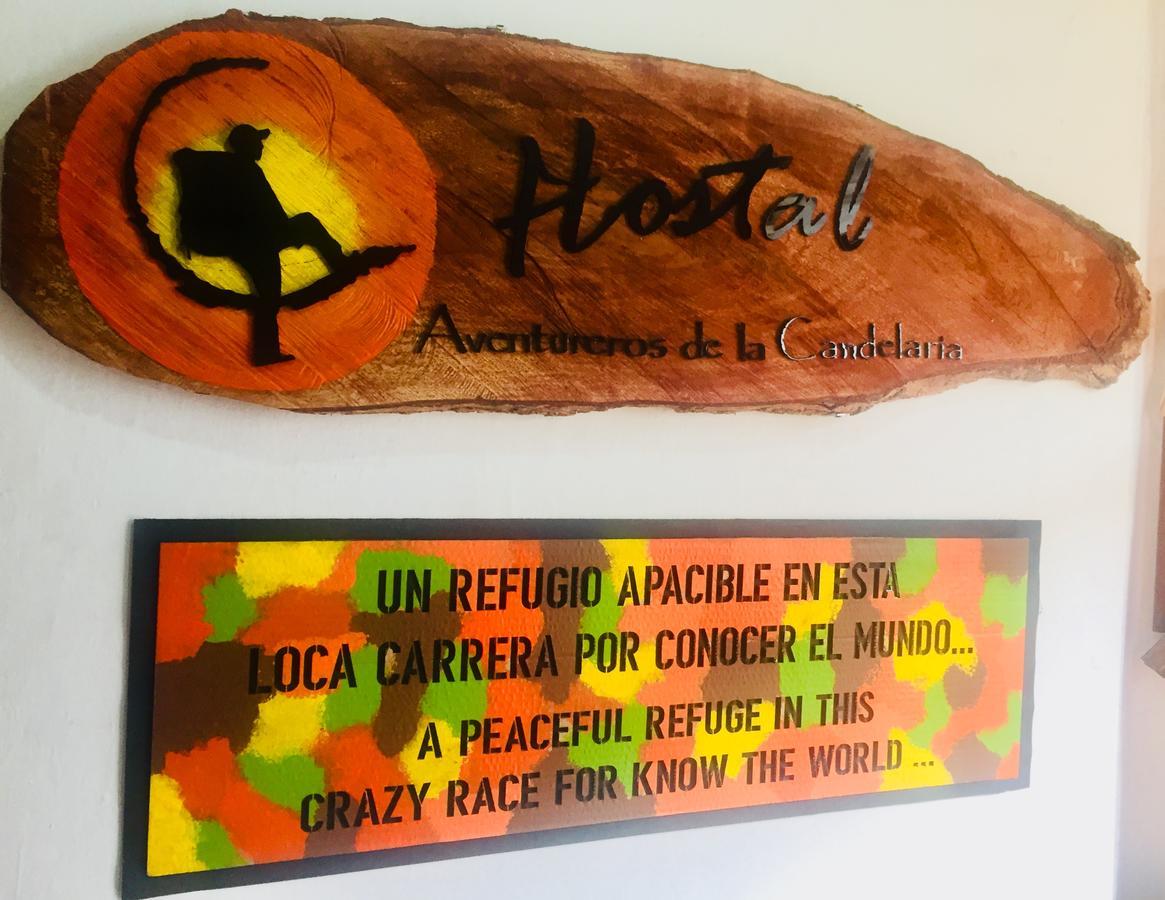 Hostal
Aventureros de la Candelaria
UN REFUGIO APACIBLE EN ESTA
LOCA CARRERA POR CONOCER EL MUNDO...
A PEACEFUL REFUGE IN THIS
CRAZY RACE FOR KNOW THE WORLD ...